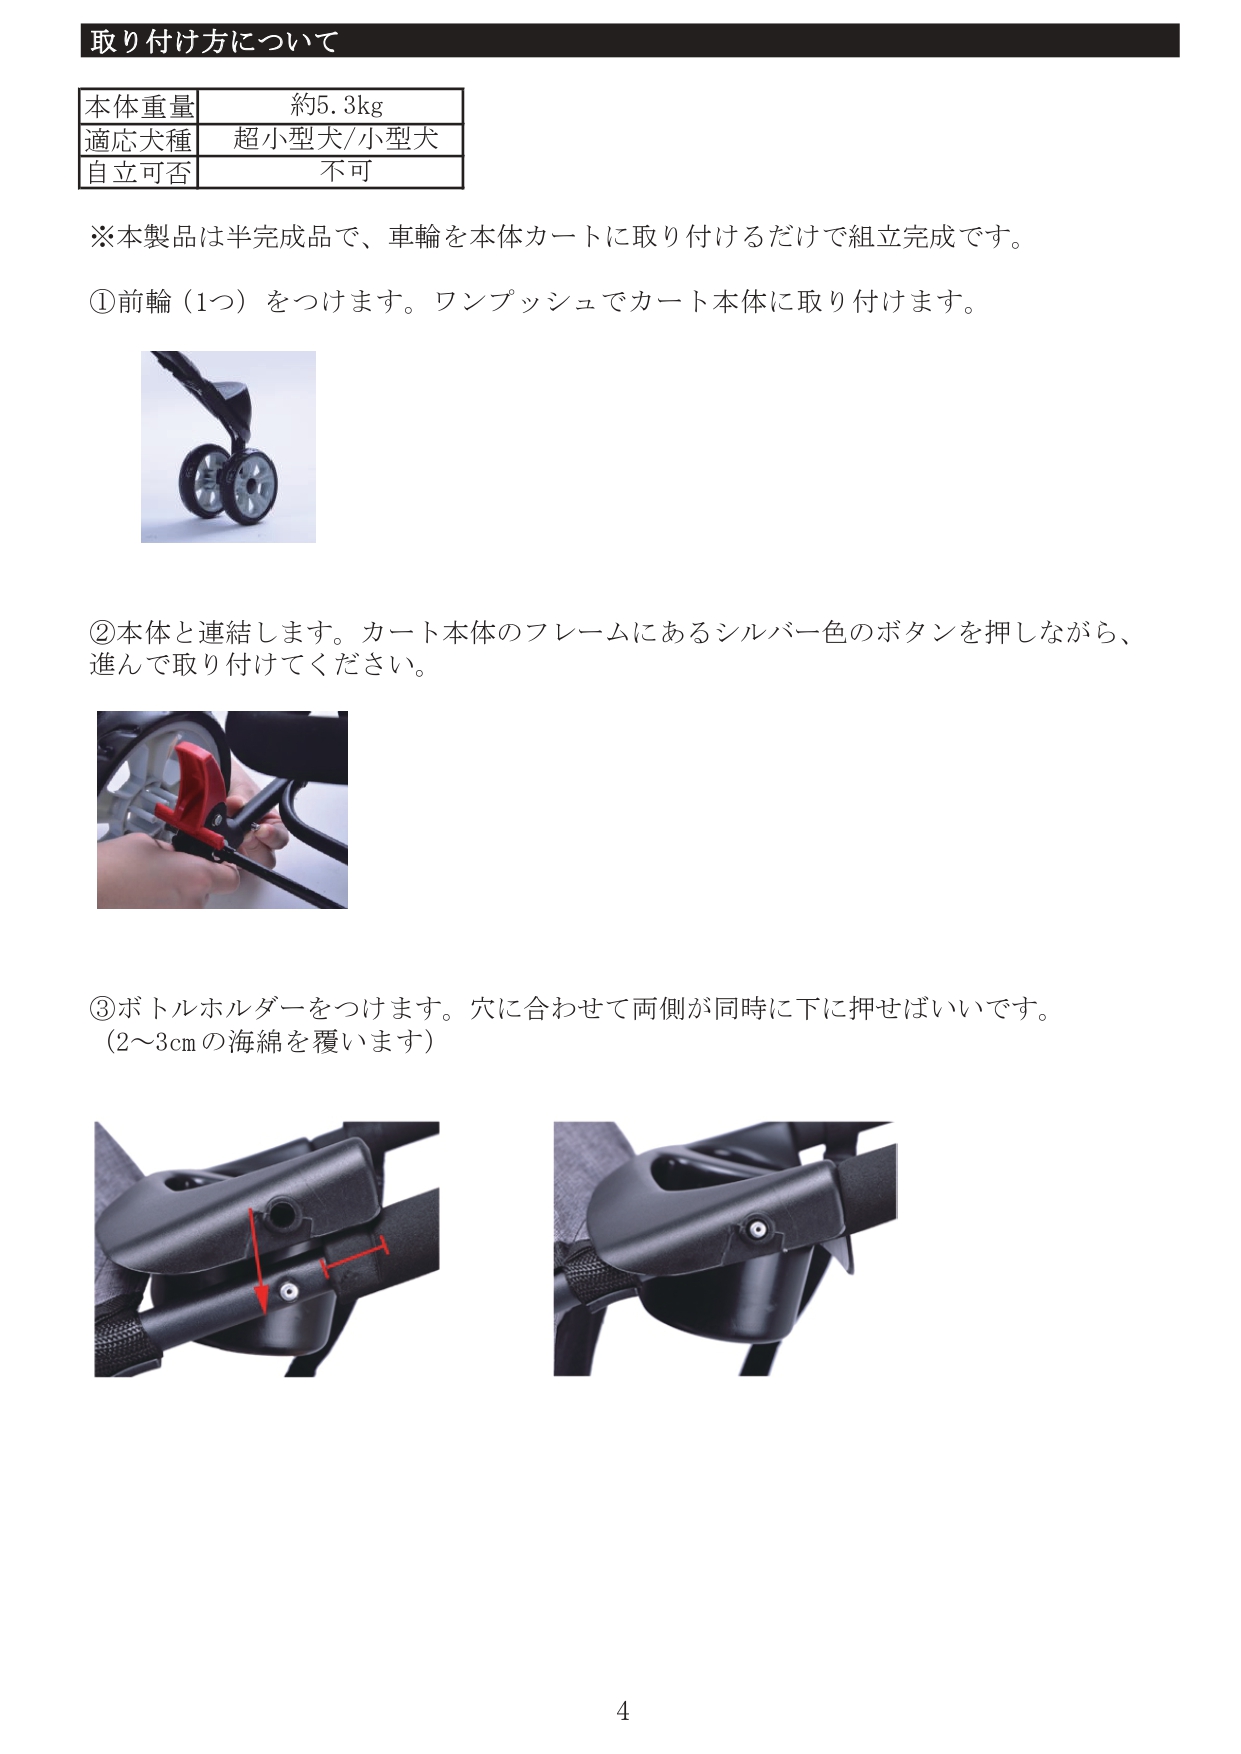 取り付け方について
本体重量 約5.3kg
適応犬種 超小型犬/小型犬
自立可否 不可
※本製品は半完成品で、車輪を本体カートに取り付けるだけで組立完成です。
①前輪（1つ）をつけます。ワンプッシュでカート本体に取り付けます。
②本体と連結します。カート本体のフレームにあるシルバー色のボタンを押しながら、
進んで取り付けてください。
③ボトルホルダーをつけます。穴に合わせて両側が同時に下に押せばいいです。
（2～3cmの海綿を覆います）
4